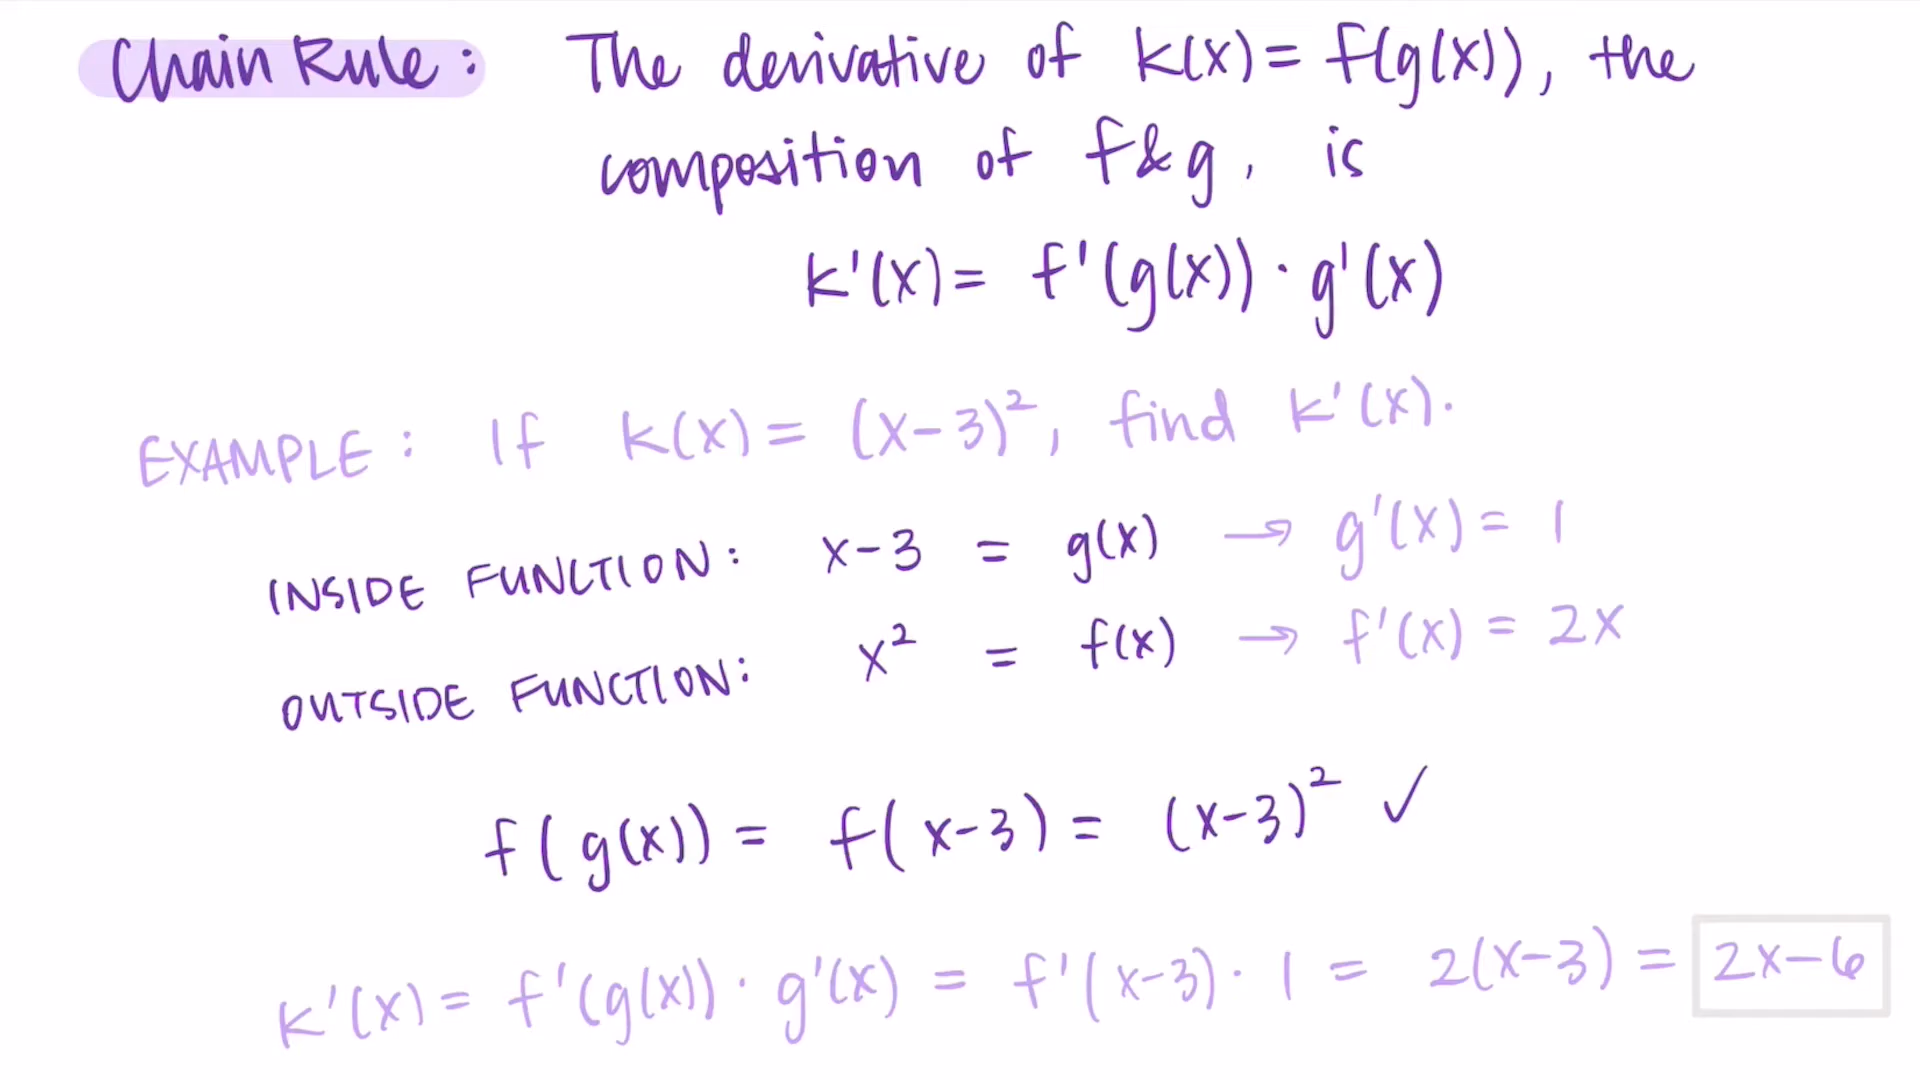 Chain Rule: The derivative of k(x) = f(g(x)), the
composition of f & g, is
k'(x) = f'(g(x)) · g'(x)
EXAMPLE: If k(x) = (x-3)², find k'(x).
INSIDE FUNCTION: x-3 = g(x) → g'(x) = 1
OUTSIDE FUNCTION: x² = f(x) → f'(x) = 2x
f(g(x)) = f(x-3) = (x-3)² ✓
k'(x) = f'(g(x)) · g'(x) = f'(x-3) · 1 = 2(x-3) = 2x-6